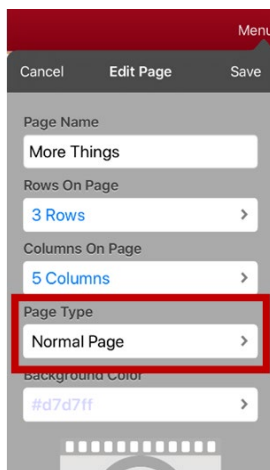 Menu
Cancel Edit Page Save
Page Name
More Things
Rows On Page
3 Rows
Columns On Page
5 Columns
Page Type
Normal Page
Background Color
#d7d7ff